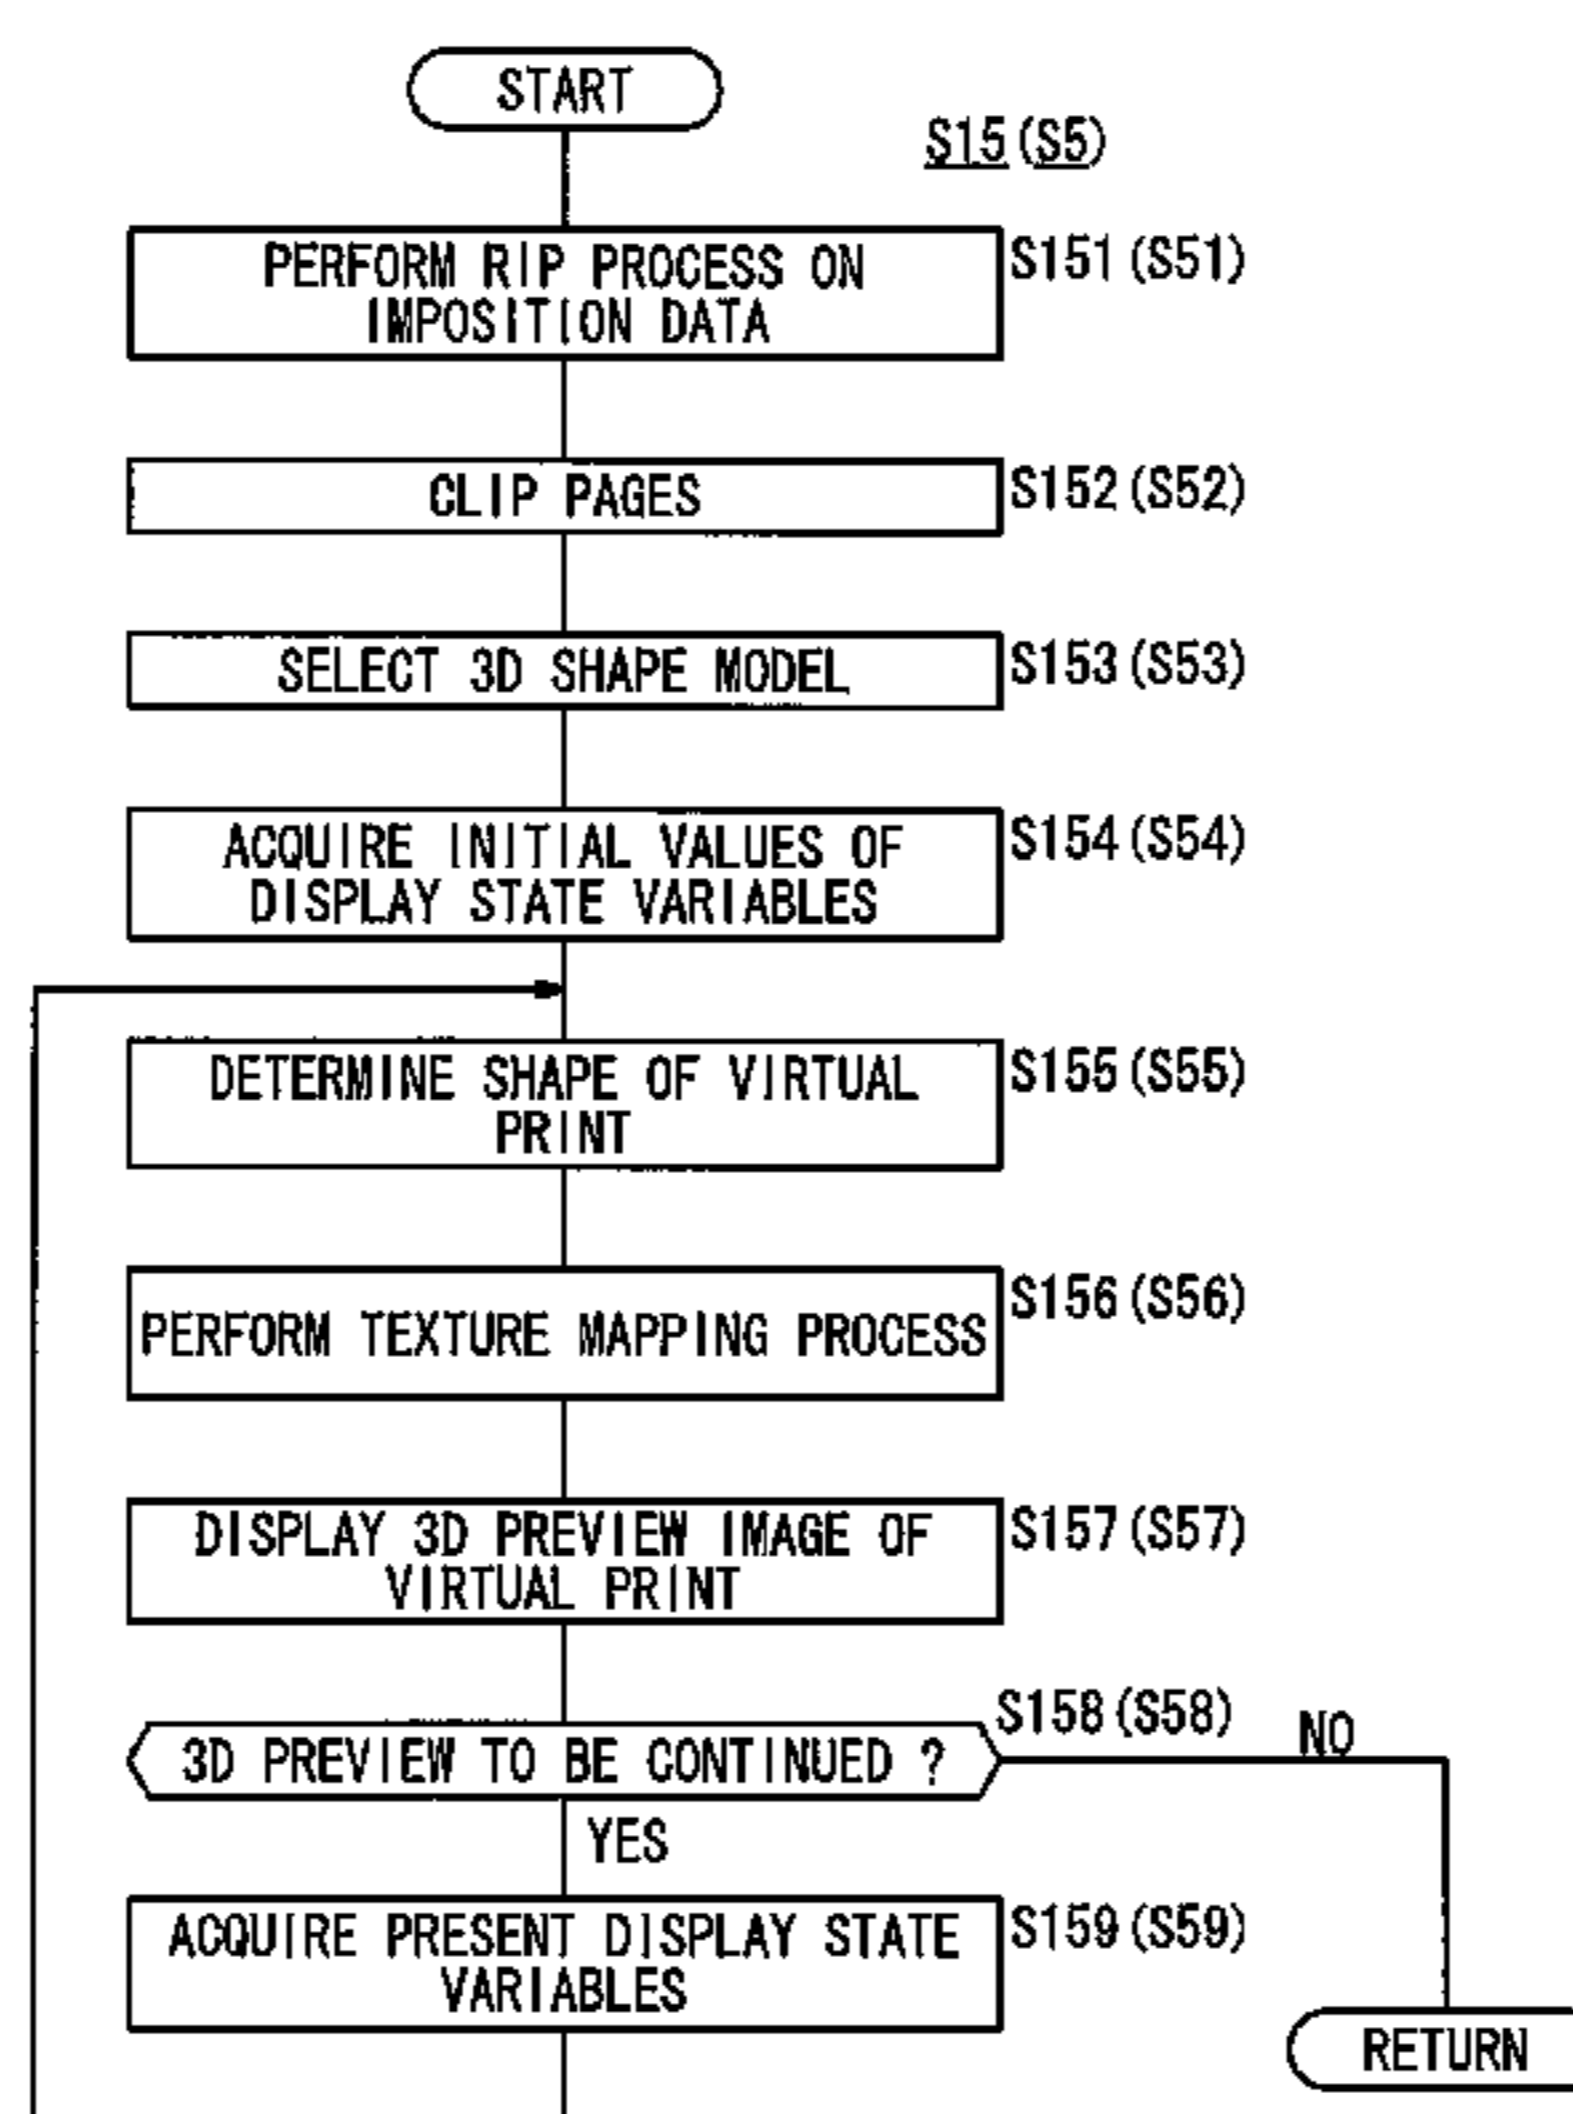 START
S15(S5)
PERFORM RIP PROCESS ON
IMPOSITION DATA
S151(S51)
CLIP PAGES
S152(S52)
SELECT 3D SHAPE MODEL
S153(S53)
ACQUIRE INITIAL VALUES OF
DISPLAY STATE VARIABLES
S154(S54)
DETERMINE SHAPE OF VIRTUAL
PRINT
S155(S55)
PERFORM TEXTURE MAPPING PROCESS
S156(S56)
DISPLAY 3D PREVIEW IMAGE OF
VIRTUAL PRINT
S157(S57)
3D PREVIEW TO BE CONTINUED ?
S158(S58)
NO
YES
ACQUIRE PRESENT DISPLAY STATE
VARIABLES
S159(S59)
RETURN